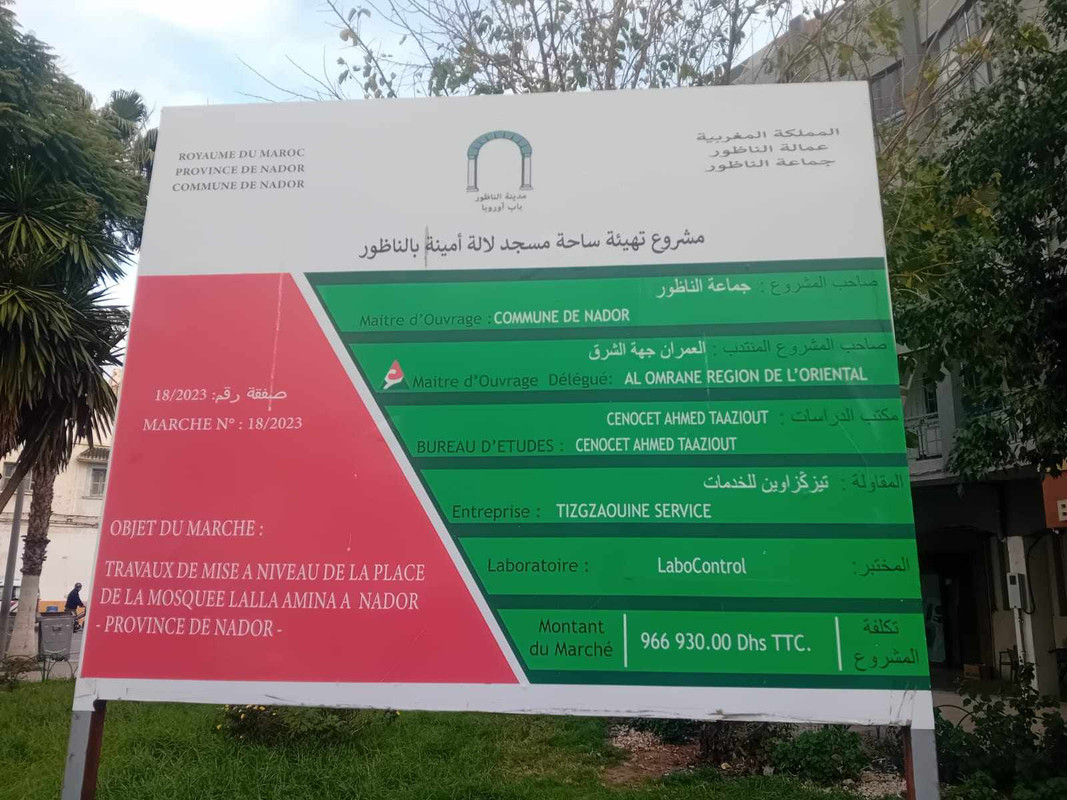 ROYAUME DU MAROC
PROVINCE DE NADOR
COMMUNE DE NADOR
مدينة الناظور
باب أوروبا
المملكة المغربية
عمالة الناظور
جماعة الناظور
مشروع تهيئة ساحة مسجد لالة أمينة بالناظور
صفقة رقم: 18/2023
MARCHE N° : 18/2023
OBJET DU MARCHE :
TRAVAUX DE MISE A NIVEAU DE LA PLACE
DE LA MOSQUEE LALLA AMINA A NADOR
- PROVINCE DE NADOR -
صاحب المشروع : جماعة الناظور
Maitre d'Ouvrage : COMMUNE DE NADOR
صاحب المشروع المنتدب : العمران جهة الشرق
Maitre d'Ouvrage Délégué: AL OMRANE REGION DE L'ORIENTAL
مكتب الدراسات : CENOCET AHMED TAAZIOUT
BUREAU D'ETUDES : CENOCET AHMED TAAZIOUT
المقاولة : تيزݣزاوين للخدمات
Entreprise : TIZGZAOUINE SERVICE
Laboratoire : LaboControl المختبر:
Montant
du Marché
966 930.00 Dhs TTC.
تكلفة
المشروع